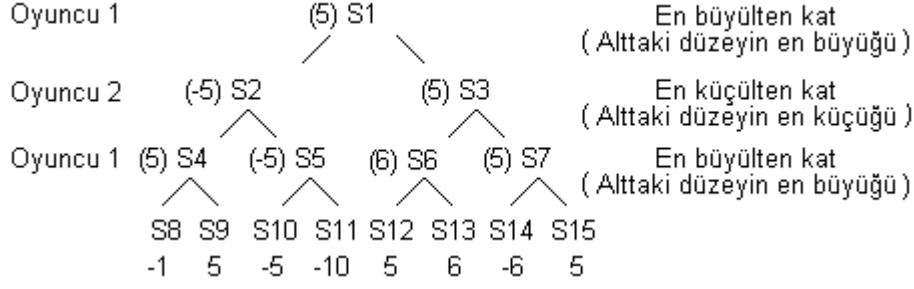 Oyuncu 1 (5) S1 En büyülten kat
( Alttaki düzeyin en büyüğü )
Oyuncu 2 (-5) S2 (5) S3 En küçülten kat
( Alttaki düzeyin en küçüğü )
Oyuncu 1 (5) S4 (-5) S5 (6) S6 (5) S7 En büyülten kat
( Alttaki düzeyin en büyüğü )
S8 S9 S10 S11 S12 S13 S14 S15
-1 5 -5 -10 5 6 -6 5